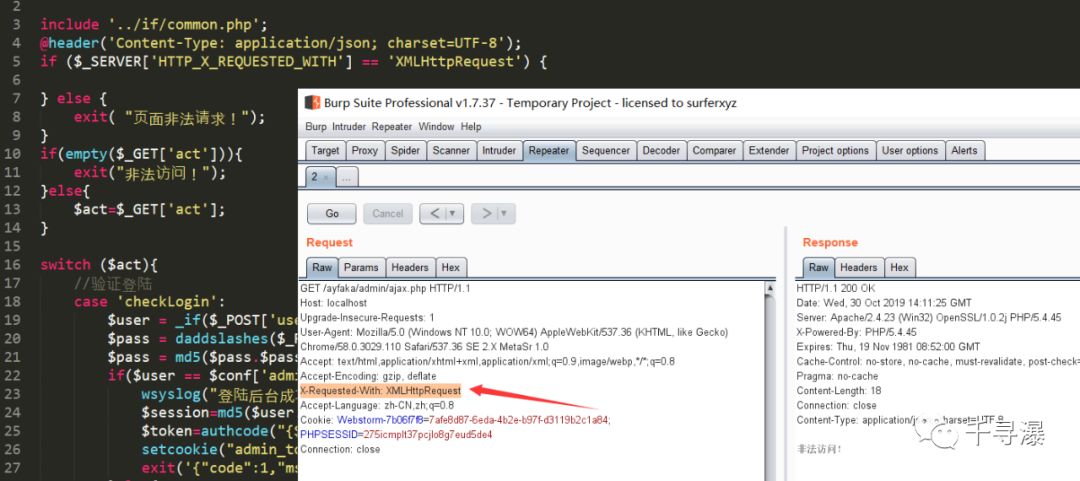 2
3 include '../if/common.php';
4 @header('Content-Type: application/json; charset=UTF-8');
5 if ($_SERVER['HTTP_X_REQUESTED_WITH'] == 'XMLHttpRequest') {
6
7 } else {
8 exit( "页面非法请求！");
9 }
10 if(empty($_GET['act'])){
11 exit("非法访问！");
12 }else{
13 $act=$_GET['act'];
14 }
15
16 switch ($act){
17 //验证登陆
18 case 'checkLogin':
19 $user = _if($_POST['use
20 $pass = daddslashes($_P
21 $pass = md5($pass.$pass
22 if($user == $conf['admi
23 wsyslog("登陆后台成
24 $session=md5($user
25 $token=authcode("{$
26 setcookie("admin_to
27 exit('{"code":1,"ms
Burp Suite Professional v1.7.37 - Temporary Project - licensed to surferxyz
Burp Intruder Repeater Window Help
Target Proxy Spider Scanner Intruder Repeater Sequencer Decoder Comparer Extender Project options User options Alerts
2 × ...
Go Cancel < >
Request
Raw Params Headers Hex
GET /ayfaka/admin/ajax.php HTTP/1.1
Host: localhost
Upgrade-Insecure-Requests: 1
User-Agent: Mozilla/5.0 (Windows NT 10.0; WOW64) AppleWebKit/537.36 (KHTML, like Gecko)
Chrome/58.0.3029.110 Safari/537.36 SE 2.X MetaSr 1.0
Accept: text/html,application/xhtml+xml,application/xml;q=0.9,image/webp,*/*;q=0.8
Accept-Encoding: gzip, deflate
X-Requested-With: XMLHttpRequest
Accept-Language: zh-CN,zh;q=0.8
Cookie: Webstorm-7b06f7f8=7afe8d87-6eda-4b2e-b97f-d3119b2c1a84;
PHPSESSID=275icmplt37pcjlo8g7eud5de4
Connection: close
Response
Raw Headers Hex
HTTP/1.1 200 OK
Date: Wed, 30 Oct 2019 14:11:25 GMT
Server: Apache/2.4.23 (Win32) OpenSSL/1.0.2j PHP/5.4.45
X-Powered-By: PHP/5.4.45
Expires: Thu, 19 Nov 1981 08:52:00 GMT
Cache-Control: no-store, no-cache, must-revalidate, post-check=
Pragma: no-cache
Content-Length: 18
Connection: close
Content-Type: application/json; charset=UTF-8
非法访问！
千寻瀑